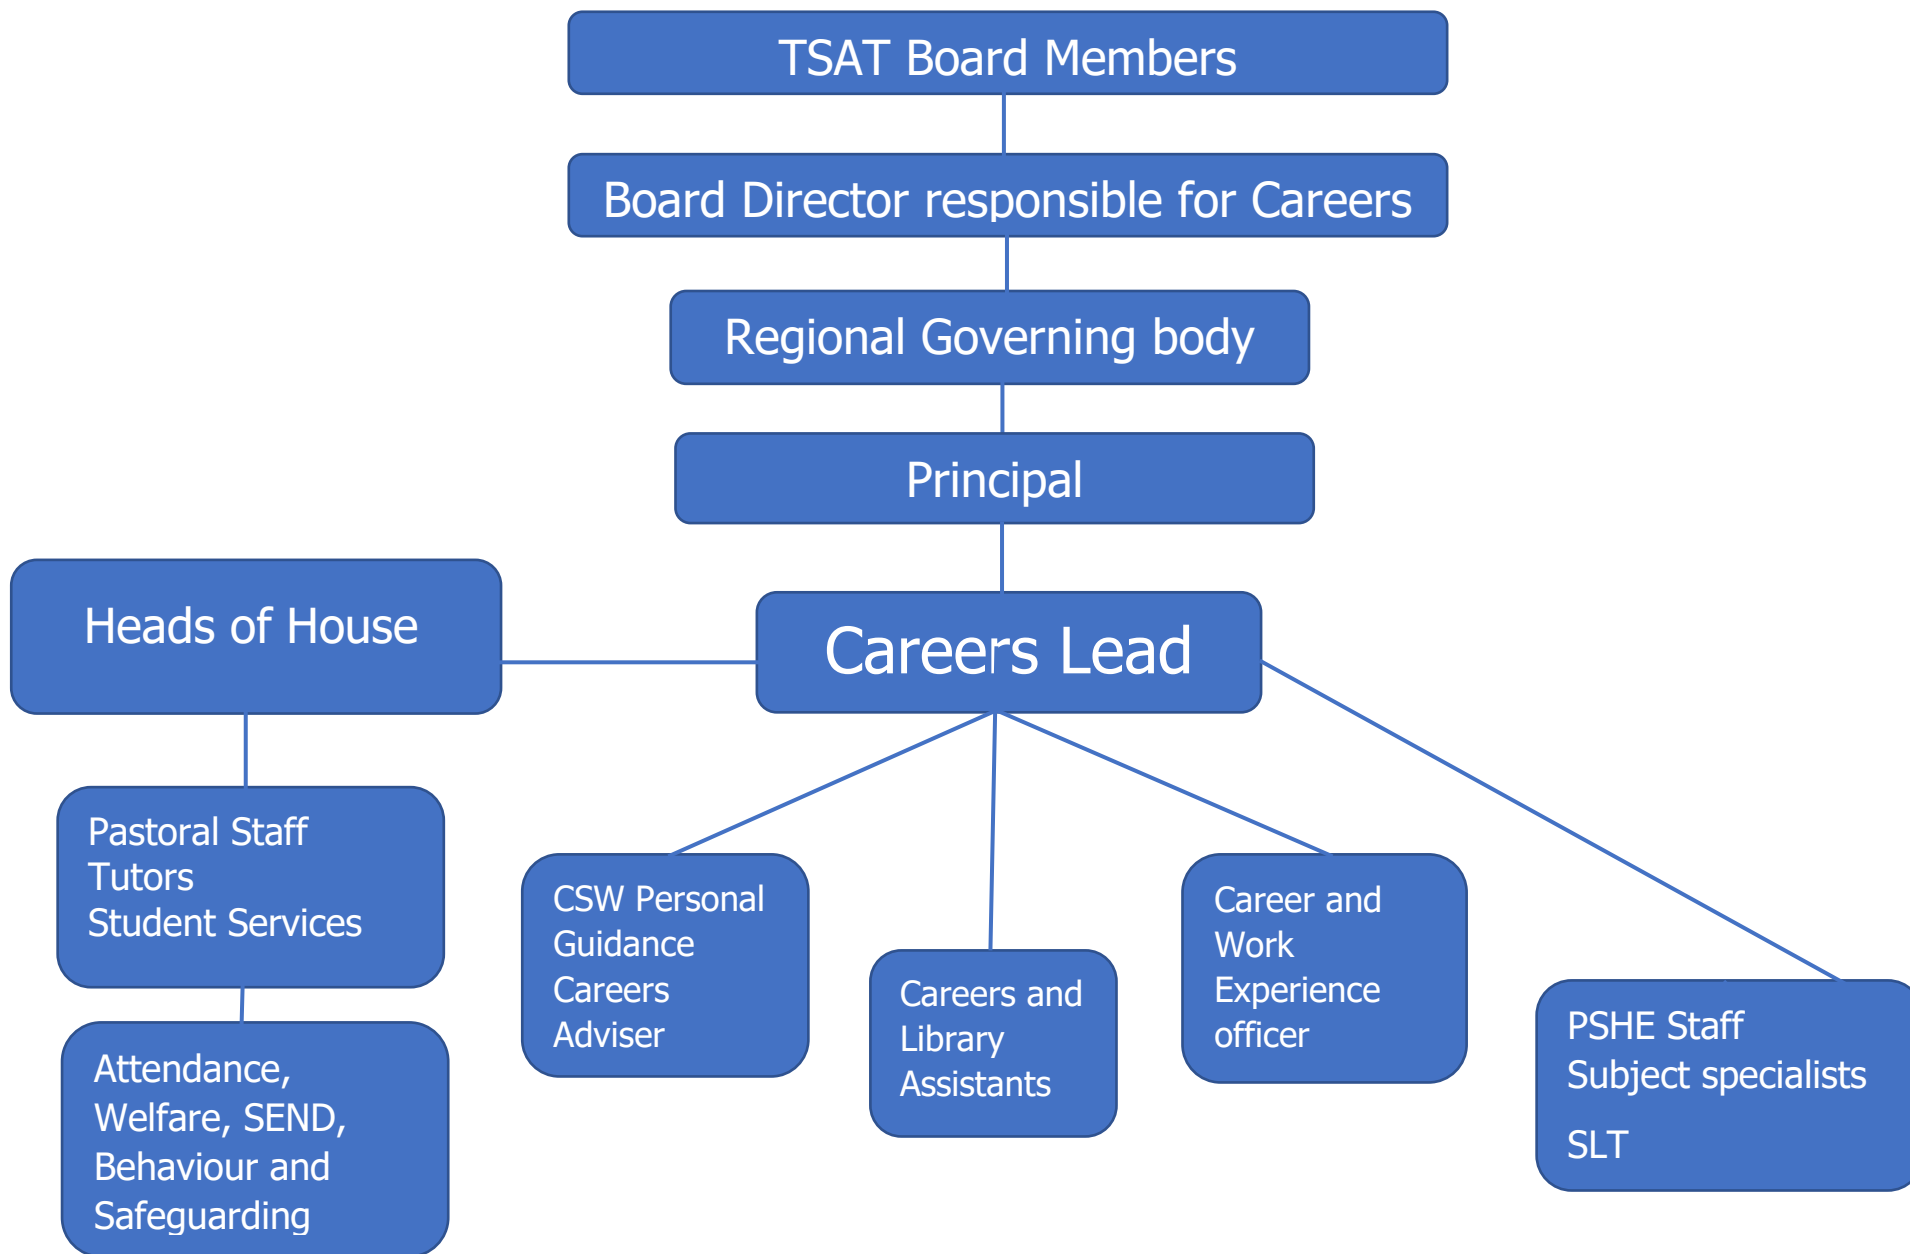 TSAT Board Members
Board Director responsible for Careers
Regional Governing body
Principal
Heads of House
Careers Lead
Pastoral Staff
Tutors
Student Services
CSW Personal
Guidance
Careers
Adviser
Careers and
Library
Assistants
Career and
Work
Experience
officer
PSHE Staff
Subject specialists
SLT
Attendance,
Welfare, SEND,
Behaviour and
Safeguarding